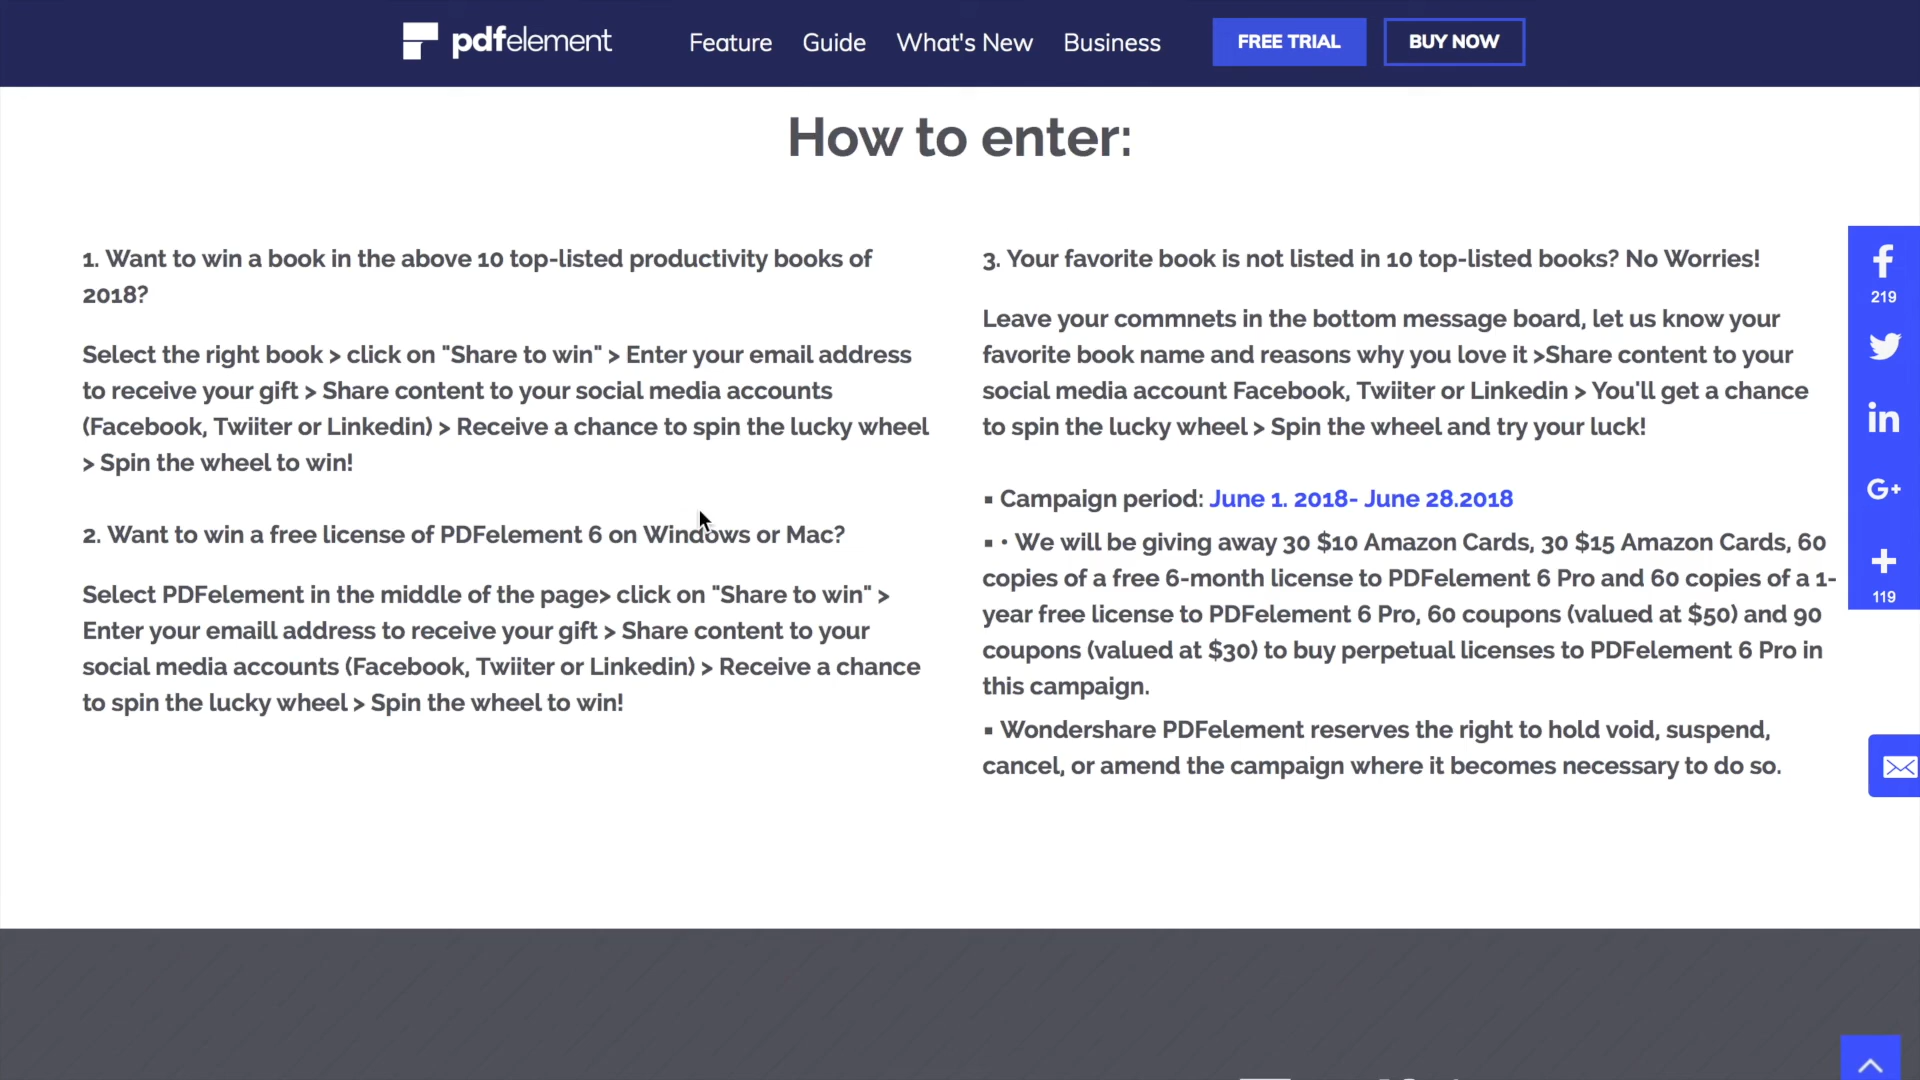 pdfelement
Feature
Guide
What's New
Business
FREE TRIAL
BUY NOW
How to enter:
1. Want to win a book in the above 10 top-listed productivity books of
2018?
Select the right book > click on "Share to win" > Enter your email address
to receive your gift > Share content to your social media accounts
(Facebook, Twiiter or Linkedin) > Receive a chance to spin the lucky wheel
> Spin the wheel to win!
2. Want to win a free license of PDFelement 6 on Windows or Mac?
Select PDFelement in the middle of the page> click on "Share to win" >
Enter your emaill address to receive your gift > Share content to your
social media accounts (Facebook, Twiiter or Linkedin) > Receive a chance
to spin the lucky wheel > Spin the wheel to win!
3. Your favorite book is not listed in 10 top-listed books? No Worries!
Leave your commnets in the bottom message board, let us know your
favorite book name and reasons why you love it >Share content to your
social media account Facebook, Twiiter or Linkedin > You'll get a chance
to spin the lucky wheel > Spin the wheel and try your luck!
▪ Campaign period: June 1. 2018- June 28.2018
▪ • We will be giving away 30 $10 Amazon Cards, 30 $15 Amazon Cards, 60
copies of a free 6-month license to PDFelement 6 Pro and 60 copies of a 1-
year free license to PDFelement 6 Pro, 60 coupons (valued at $50) and 90
coupons (valued at $30) to buy perpetual licenses to PDFelement 6 Pro in
this campaign.
▪ Wondershare PDFelement reserves the right to hold void, suspend,
cancel, or amend the campaign where it becomes necessary to do so.
219
119